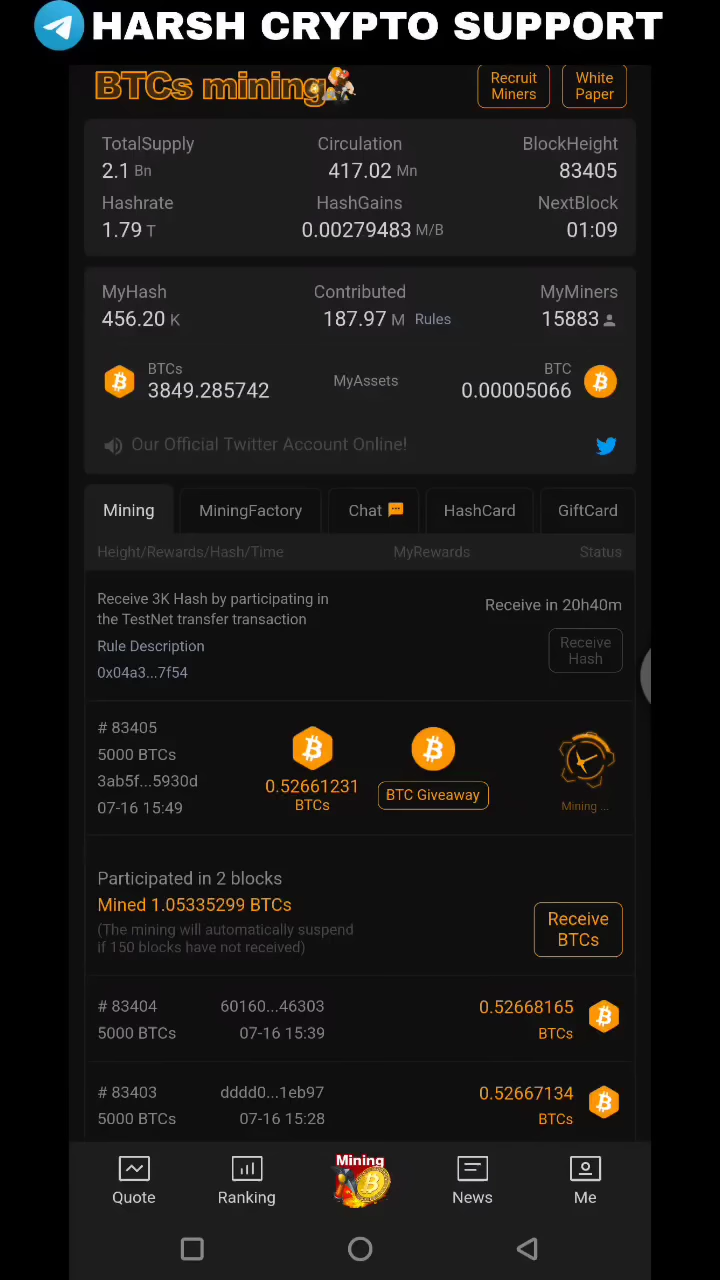 HARSH CRYPTO SUPPORT
BTCs mining
Recruit Miners
White Paper
TotalSupply Circulation BlockHeight
2.1 Bn 417.02 Mn 83405
Hashrate HashGains NextBlock
1.79 T 0.00279483 M/B 01:09
MyHash Contributed MyMiners
456.20 K 187.97 M Rules 15883
BTCs MyAssets BTC
3849.285742 0.00005066
Our Official Twitter Account Online!
Mining MiningFactory Chat HashCard GiftCard
Height/Rewards/Hash/Time MyRewards Status
Receive 3K Hash by participating in
the TestNet transfer transaction
Receive in 20h40m
Rule Description
0x04a3...7f54
Receive
Hash
# 83405
5000 BTCs
3ab5f...5930d
07-16 15:49
0.52661231
BTCs
BTC Giveaway
Mining ...
Participated in 2 blocks
Mined 1.05335299 BTCs
(The mining will automatically suspend
if 150 blocks have not received)
Receive
BTCs
# 83404 60160...46303 0.52668165
5000 BTCs 07-16 15:39 BTCs
# 83403 dddd0...1eb97 0.52667134
5000 BTCs 07-16 15:28 BTCs
Mining
Quote Ranking News Me